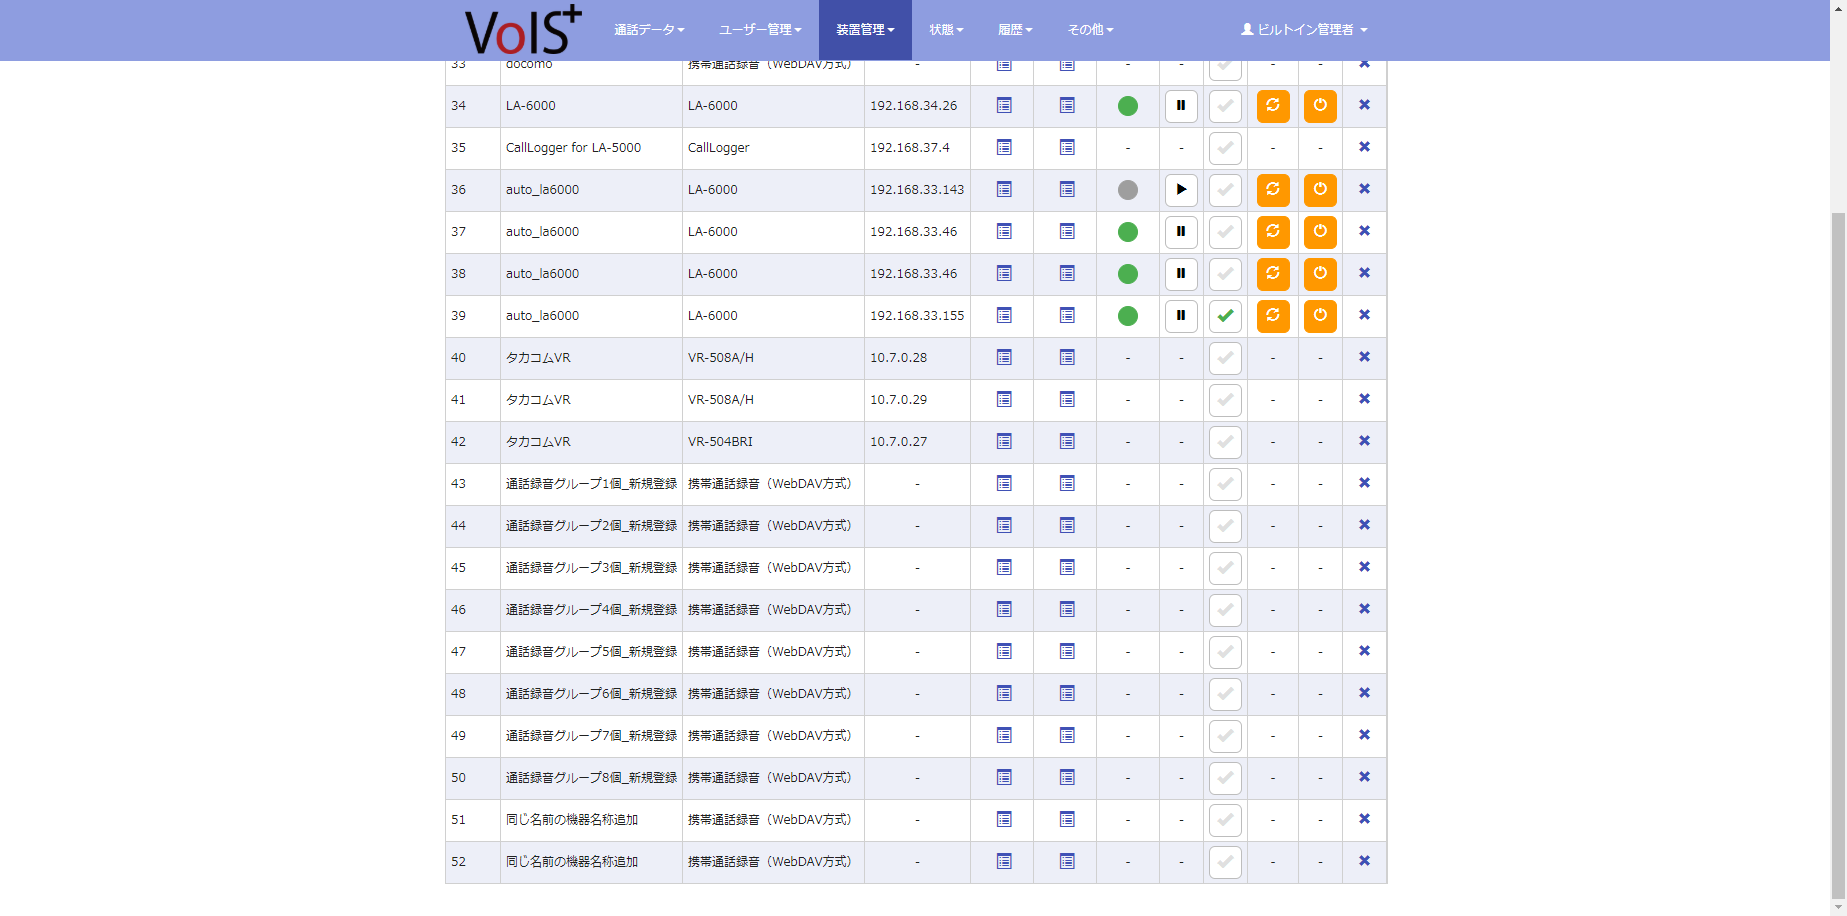 VoIS+ 通話データ ユーザー管理 装置管理 状態 履歴 その他 ビルトイン管理者
33 docomo 携帯通話録音（WebDAV方式） - - - - -
34 LA-6000 LA-6000 192.168.34.26
35 CallLogger for LA-5000 CallLogger 192.168.37.4 - - - -
36 auto_la6000 LA-6000 192.168.33.143
37 auto_la6000 LA-6000 192.168.33.46
38 auto_la6000 LA-6000 192.168.33.46
39 auto_la6000 LA-6000 192.168.33.155
40 タカコムVR VR-508A/H 10.7.0.28 - - - -
41 タカコムVR VR-508A/H 10.7.0.29 - - - -
42 タカコムVR VR-504BRI 10.7.0.27 - - - -
43 通話録音グループ1個_新規登録 携帯通話録音（WebDAV方式） - - - - -
44 通話録音グループ2個_新規登録 携帯通話録音（WebDAV方式） - - - - -
45 通話録音グループ3個_新規登録 携帯通話録音（WebDAV方式） - - - - -
46 通話録音グループ4個_新規登録 携帯通話録音（WebDAV方式） - - - - -
47 通話録音グループ5個_新規登録 携帯通話録音（WebDAV方式） - - - - -
48 通話録音グループ6個_新規登録 携帯通話録音（WebDAV方式） - - - - -
49 通話録音グループ7個_新規登録 携帯通話録音（WebDAV方式） - - - - -
50 通話録音グループ8個_新規登録 携帯通話録音（WebDAV方式） - - - - -
51 同じ名前の機器名称追加 携帯通話録音（WebDAV方式） - - - - -
52 同じ名前の機器名称追加 携帯通話録音（WebDAV方式） - - - - -